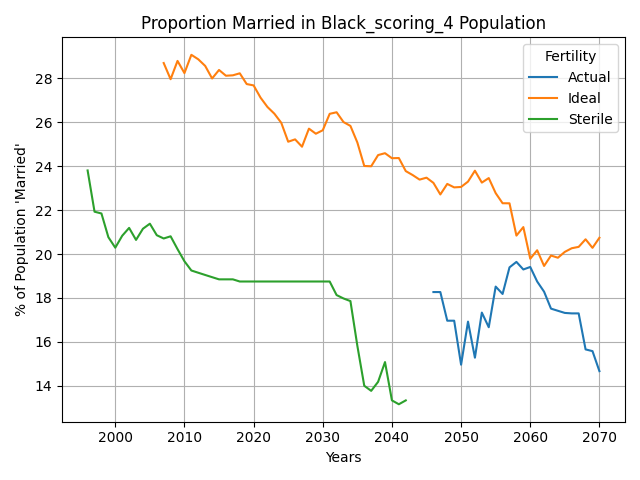 Proportion Married in Black_scoring_4 Population
% of Population 'Married'
28
26
24
22
20
18
16
14
Fertility
Actual
Ideal
Sterile
2000 2010 2020 2030 2040 2050 2060 2070
Years